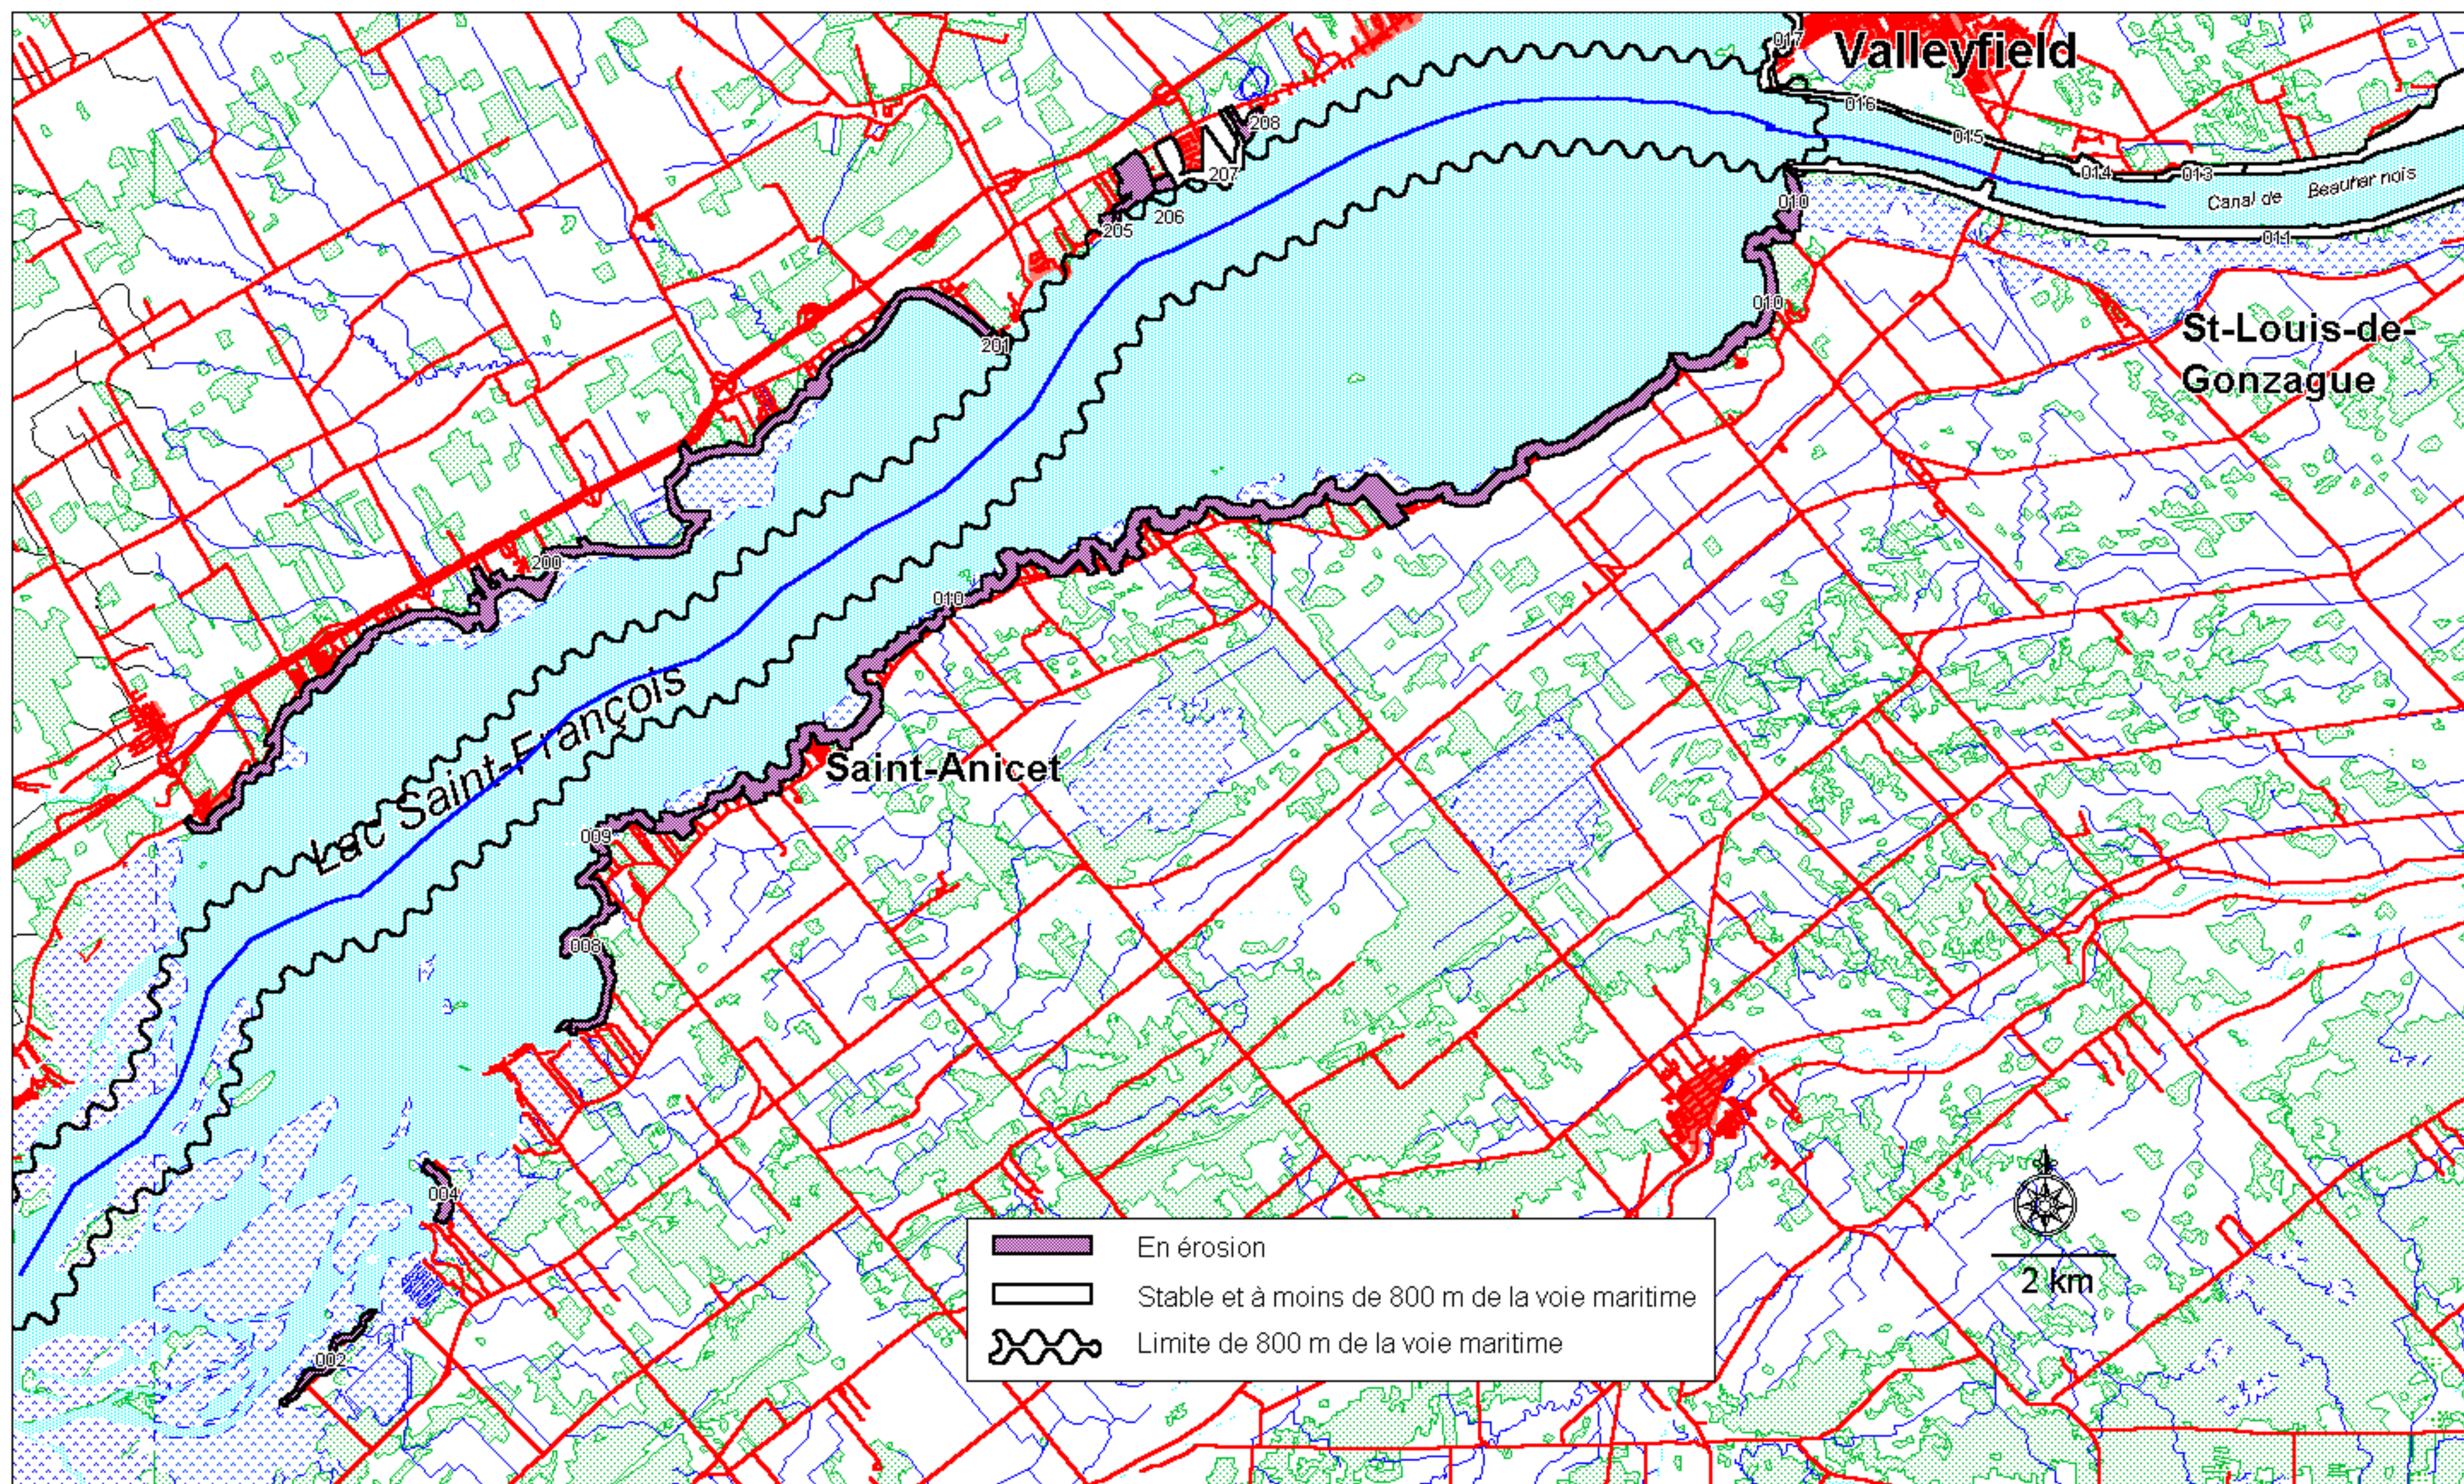 017
Valleyfield
016
208
015
207
014
013
Canal de Beauharnois
010
206
205
011
010
St-Louis-de-
Gonzague
201
200
010
Lac Saint-François
Saint-Anicet
009
008
004
002
En érosion
Stable et à moins de 800 m de la voie maritime
Limite de 800 m de la voie maritime
2 km